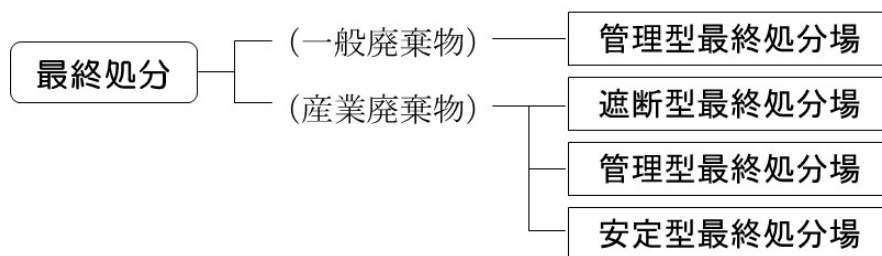 最終処分
(一般廃棄物)
管理型最終処分場
(産業廃棄物)
遮断型最終処分場
管理型最終処分場
安定型最終処分場